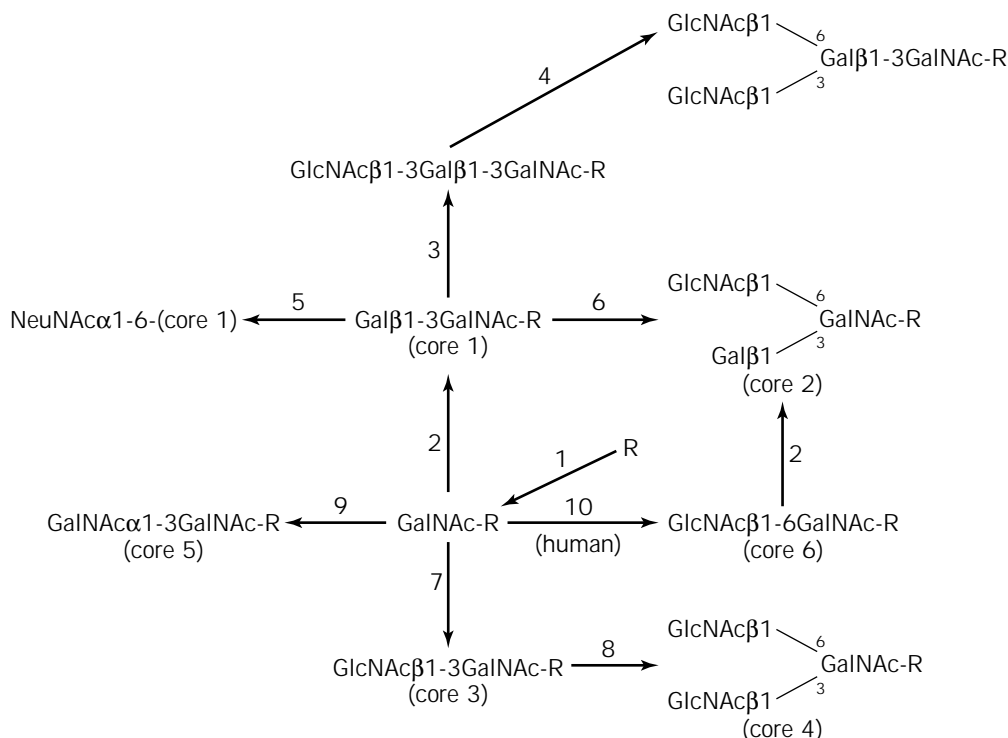 GlcNAcβ1
6
Galβ1-3GalNAc-R
3
GlcNAcβ1
4
GlcNAcβ1-3Galβ1-3GalNAc-R
3
GlcNAcβ1
6
GalNAc-R
3
Galβ1
(core 2)
NeuNAcα1-6-(core 1)
5
Galβ1-3GalNAc-R
(core 1)
6
2
1
R
2
GalNAcα1-3GalNAc-R
(core 5)
9
GalNAc-R
10
(human)
GlcNAcβ1-6GalNAc-R
(core 6)
7
GlcNAcβ1-3GalNAc-R
(core 3)
8
GlcNAcβ1
6
GalNAc-R
3
GlcNAcβ1
(core 4)